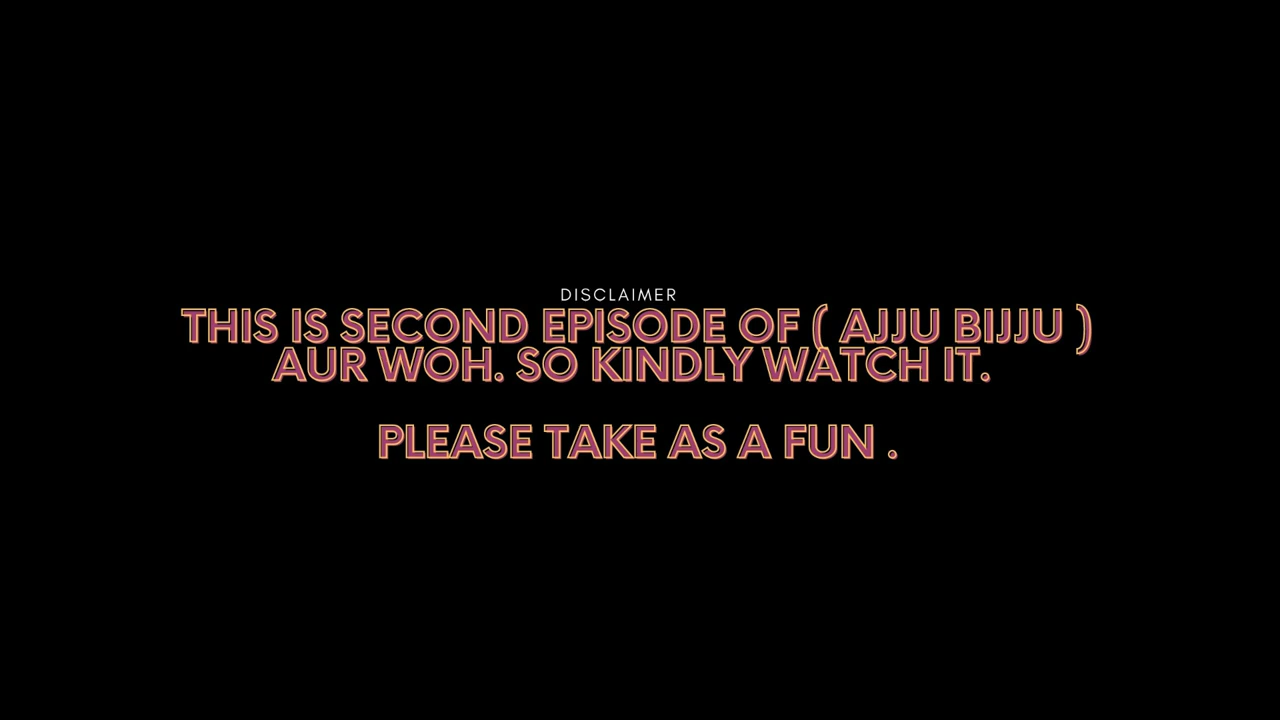 DISCLAIMER
THIS IS SECOND EPISODE OF ( AJJU BIJJU )
AUR WOH. SO KINDLY WATCH IT.
PLEASE TAKE AS A FUN .